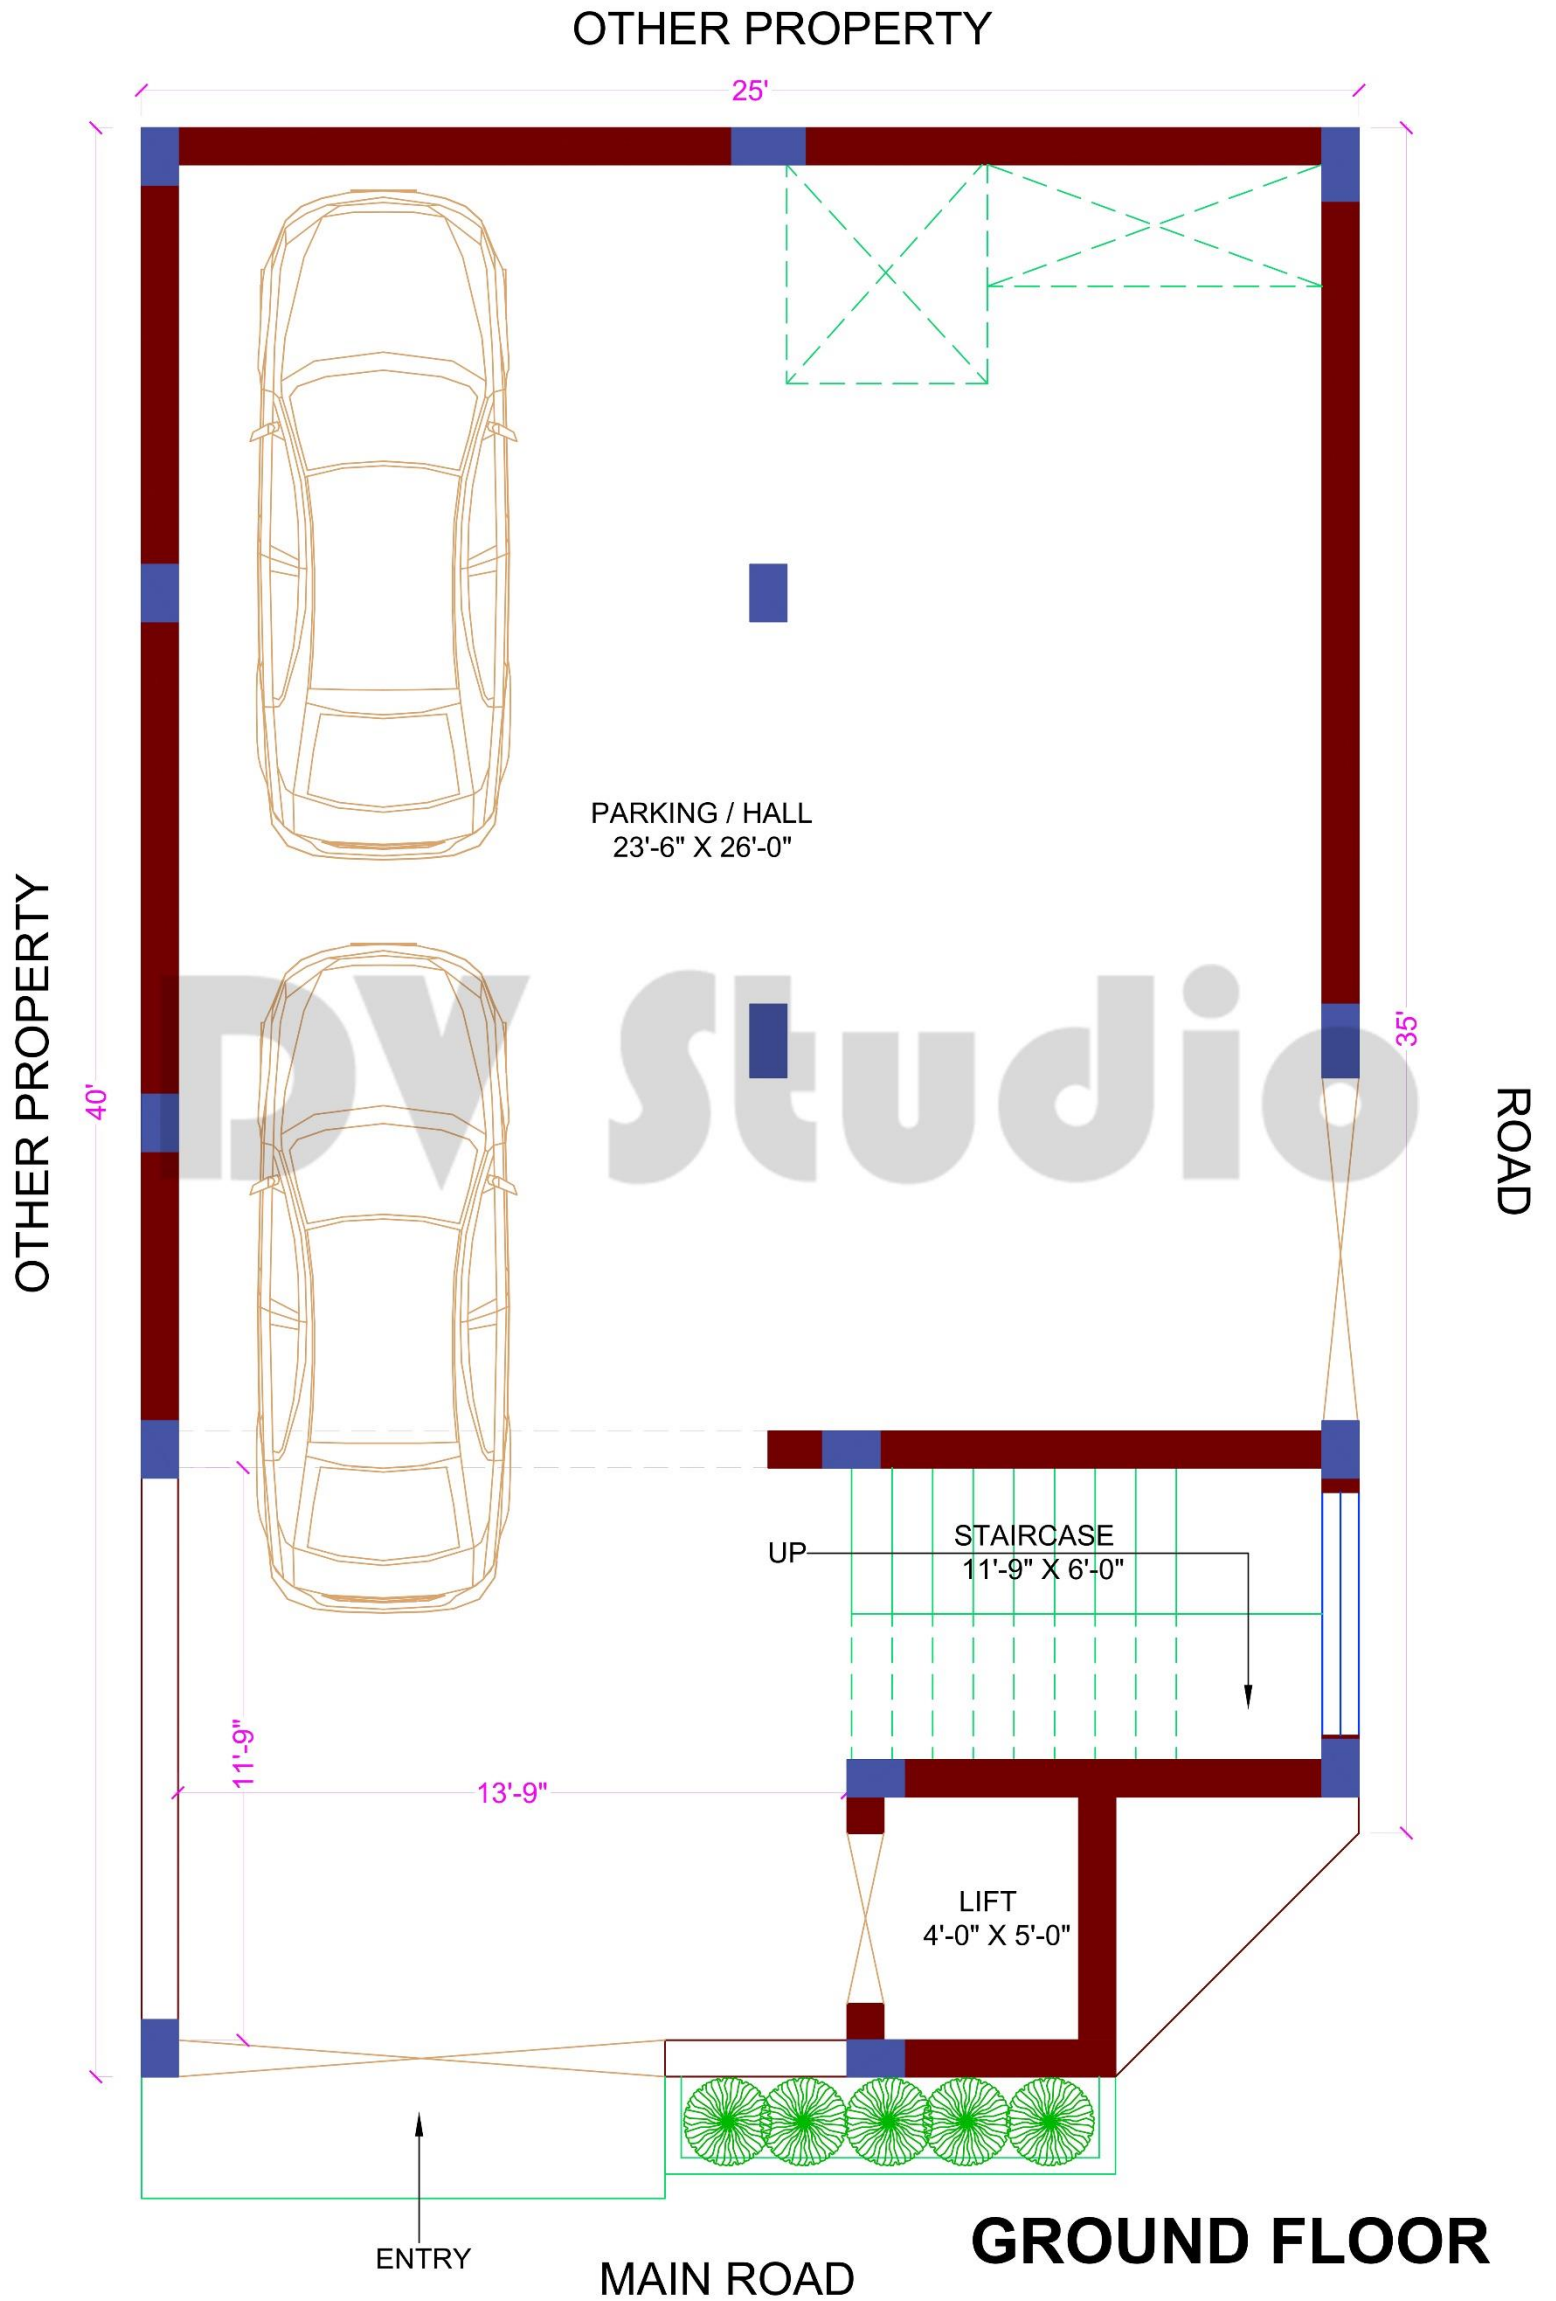 OTHER PROPERTY
25'
PARKING / HALL
23'-6" X 26'-0"
OTHER PROPERTY
40'
DV Studio
35'
ROAD
UP
STAIRCASE
11'-9" X 6'-0"
11'-9"
13'-9"
LIFT
4'-0" X 5'-0"
GROUND FLOOR
ENTRY
MAIN ROAD